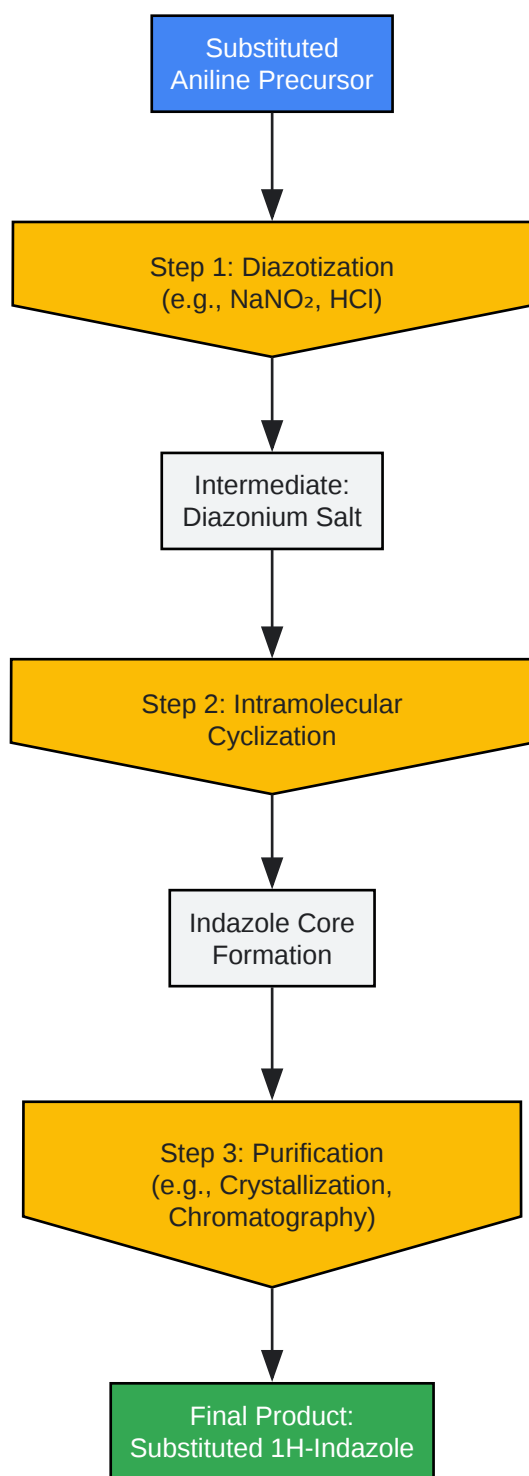 Substituted
Aniline Precursor
Step 1: Diazotization
(e.g., NaNO₂, HCl)
Intermediate:
Diazonium Salt
Step 2: Intramolecular
Cyclization
Indazole Core
Formation
Step 3: Purification
(e.g., Crystallization,
Chromatography)
Final Product:
Substituted 1H-Indazole